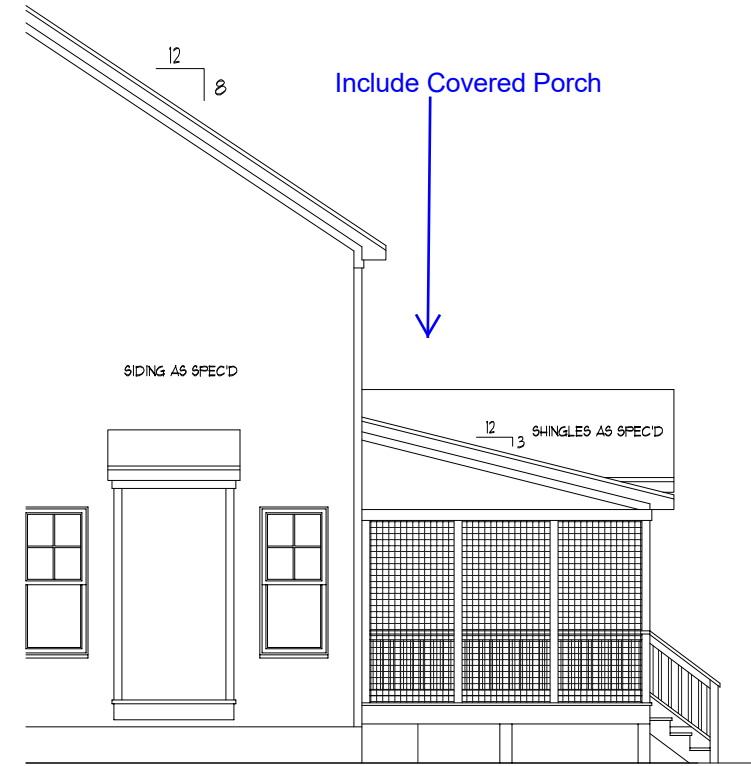 12
8
Include Covered Porch
SIDING AS SPEC'D
12
3
SHINGLES AS SPEC'D